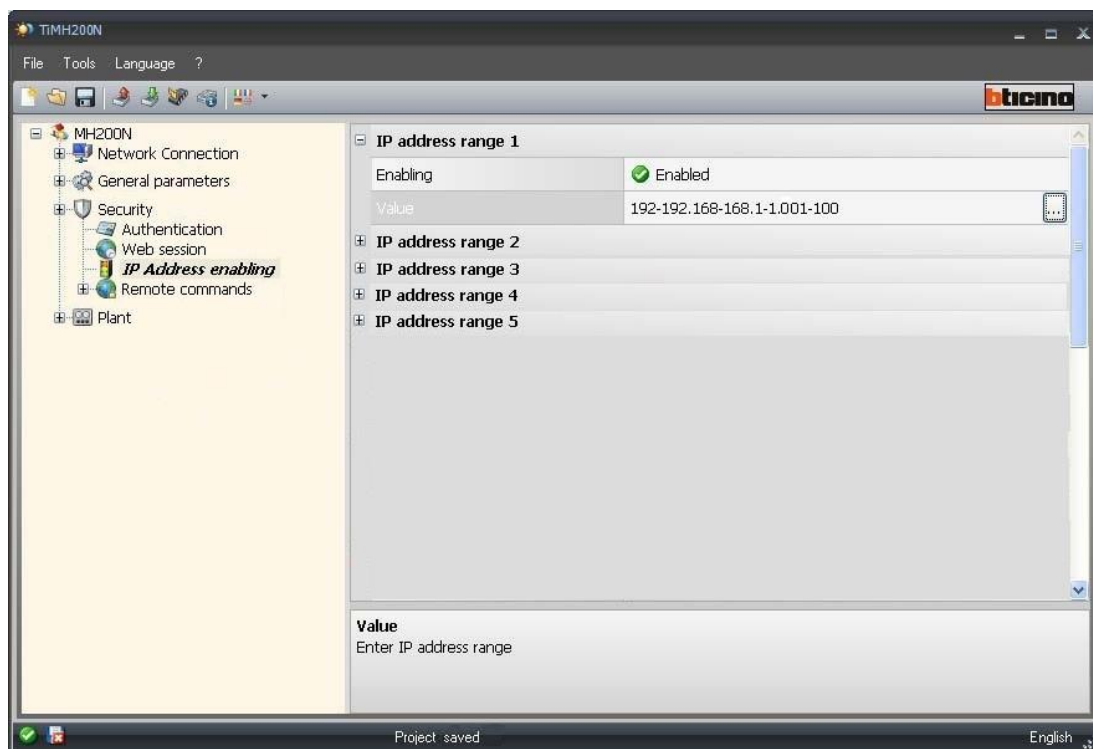 TiMH200N
File Tools Language ?
bticino
MH200N
Network Connection
General parameters
Security
Authentication
Web session
IP Address enabling
Remote commands
Plant
IP address range 1
Enabling Enabled
Value 192-192.168-168.1-1.001-100 ...
IP address range 2
IP address range 3
IP address range 4
IP address range 5
Value
Enter IP address range
Project saved English